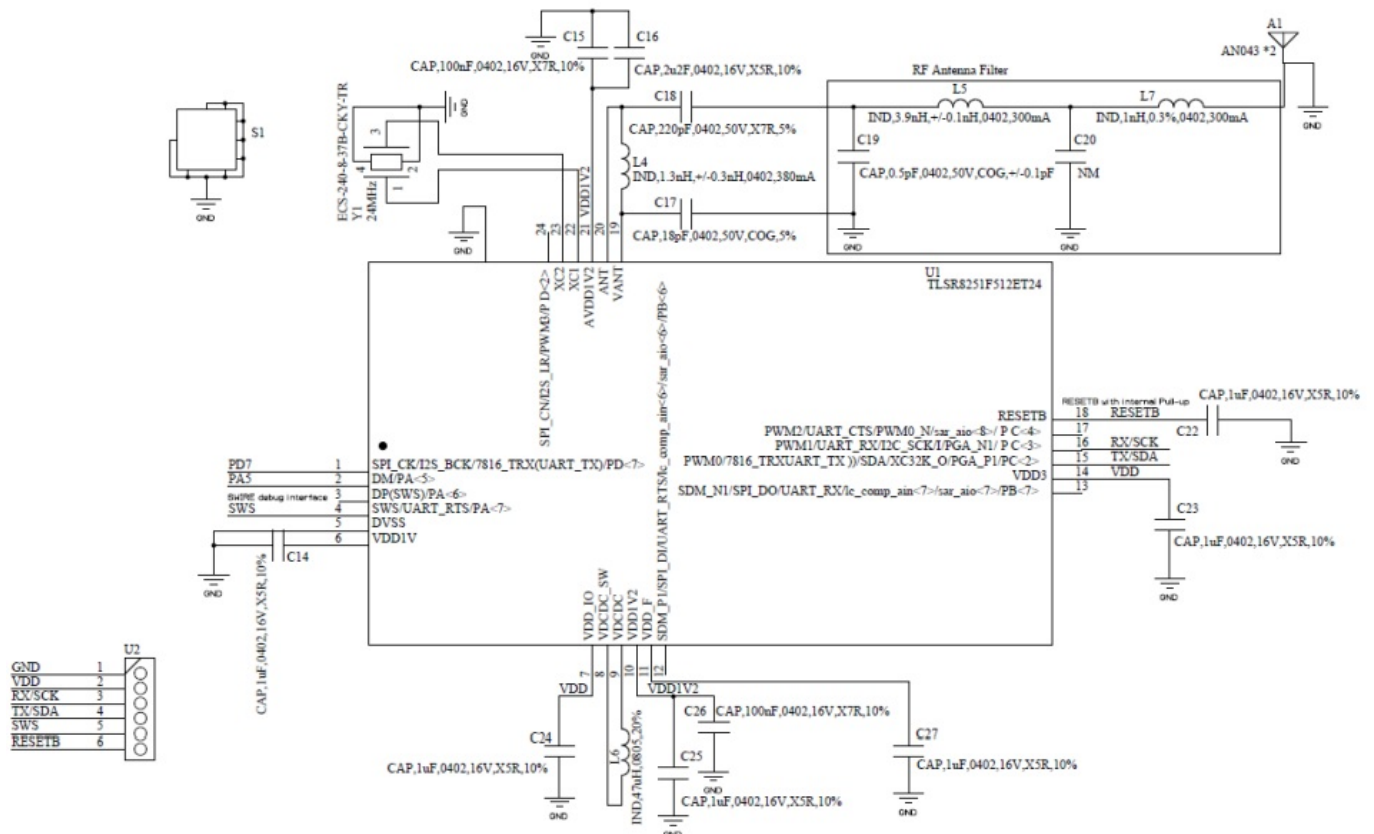 C15
C16
GND
CAP,100nF,0402,16V,X7R,10%
CAP,2u2F,0402,16V,X5R,10%
A1
AN043 *2
GND
RF Antenna Filter
C18
CAP,220pF,0402,50V,X7R,5%
L5
IND,3.9nH,+/-0.1nH,0402,300mA
L7
IND,1nH,0.3%,0402,300mA
S1
GND
ECS-240-8-37B-CKY-TR
Y1
24MHz
3
4
2
1
GND
L4
IND,1.3nH,+/-0.3nH,0402,380mA
C19
CAP,0.5pF,0402,50V,COG,+/-0.1pF
C20
NM
C17
CAP,18pF,0402,50V,COG,5%
GND
GND
GND
VDD1V2
24
23
22
21
20
19
SPI_CN/I2S_LR/PWM3/P D<2>
XC2
XC1
AVDD1V2
ANT
VANT
U1
TLSR8251F512ET24
RESETB with Internal Pull-up
CAP,1uF,0402,16V,X5R,10%
RESETB 18 RESETB
C22
GND
PWM2/UART_CTS/PWM0_N/sar_aio<8>/ P C<4> 17
PWM1/UART_RX/I2C_SCK/I/PGA_N1/ P C<3> 16 RX/SCK
PWM0/7816_TRXUART_TX ))/SDA/XC32K_O/PGA_P1/PC<2> 15 TX/SDA
VDD3 14 VDD
SDM_N1/SPI_DO/UART_RX/lc_comp_ain<7>/sar_aio<7>/PB<7> 13
C23
CAP,1uF,0402,16V,X5R,10%
GND
PD7 1 SPI_CK/I2S_BCK/7816_TRX(UART_TX)/PD<7>
PA5 2 DM/PA<5>
SWIRE debug interface 3 DP(SWS)/PA<6>
SWS 4 SWS/UART_RTS/PA<7>
5 DVSS
6 VDD1V
C14
CAP,1uF,0402,16V,X5R,10%
GND
VDD_IO
VDCDC_SW
VDCDC
VDD1V2
VDD_F
SDM_P1/SPI_DI/UART_RTS/lc_comp_ain<6>/sar_aio<6>/PB<6>
7
8
9
10
11
12
VDD
VDD1V2
U2
GND 1
VDD 2
RX/SCK 3
TX/SDA 4
SWS 5
RESETB 6
C24
CAP,1uF,0402,16V,X5R,10%
GND
L6
IND,47uH,0805,20%
C26
CAP,100nF,0402,16V,X7R,10%
GND
C25
CAP,1uF,0402,16V,X5R,10%
GND
C27
CAP,1uF,0402,16V,X5R,10%
GND